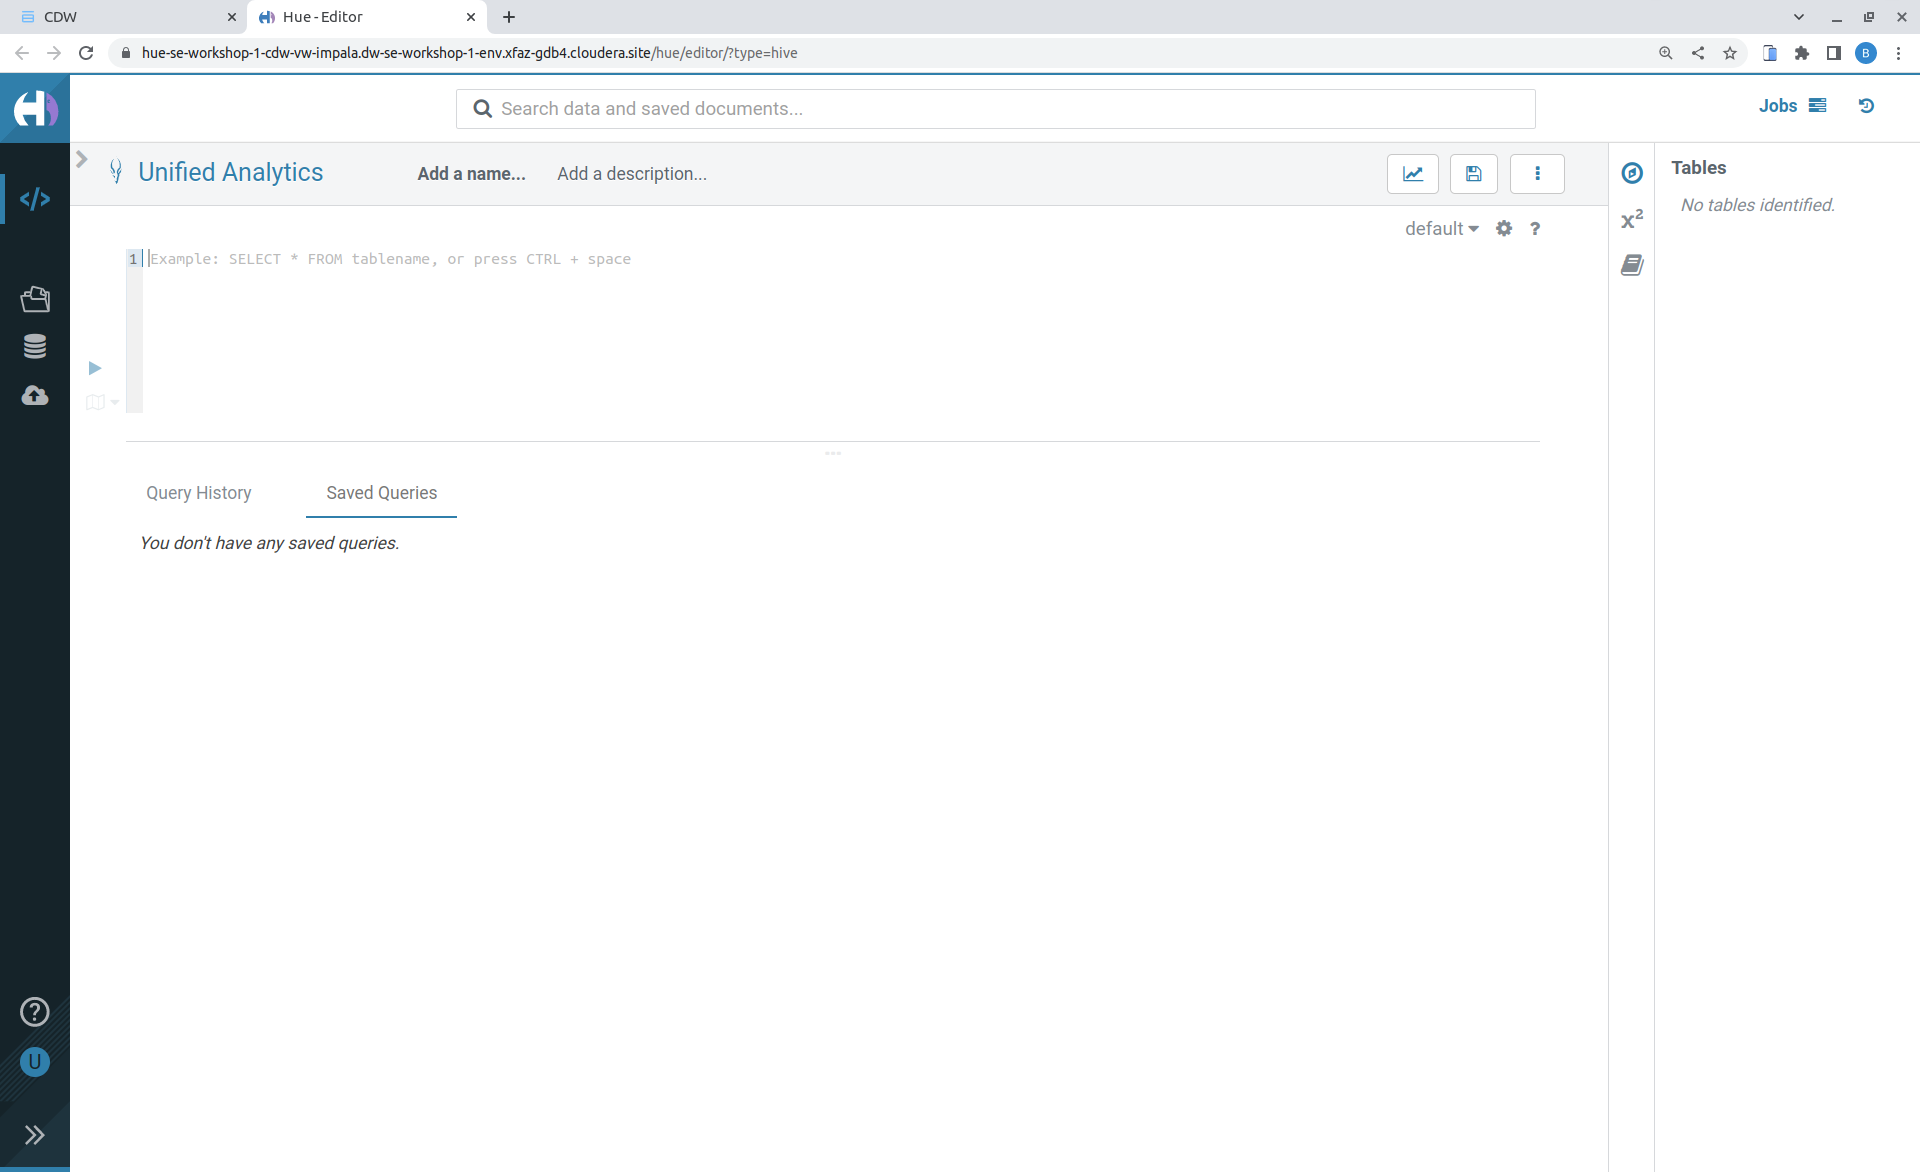 CDW
Hue - Editor
hue-se-workshop-1-cdw-vw-impala.dw-se-workshop-1-env.xfaz-gdb4.cloudera.site/hue/editor/?type=hive
B
Search data and saved documents...
Jobs
Unified Analytics
Add a name...
Add a description...
Tables
No tables identified.
x²
default
?
1
Example: SELECT * FROM tablename, or press CTRL + space
Query History
Saved Queries
You don't have any saved queries.
?
U